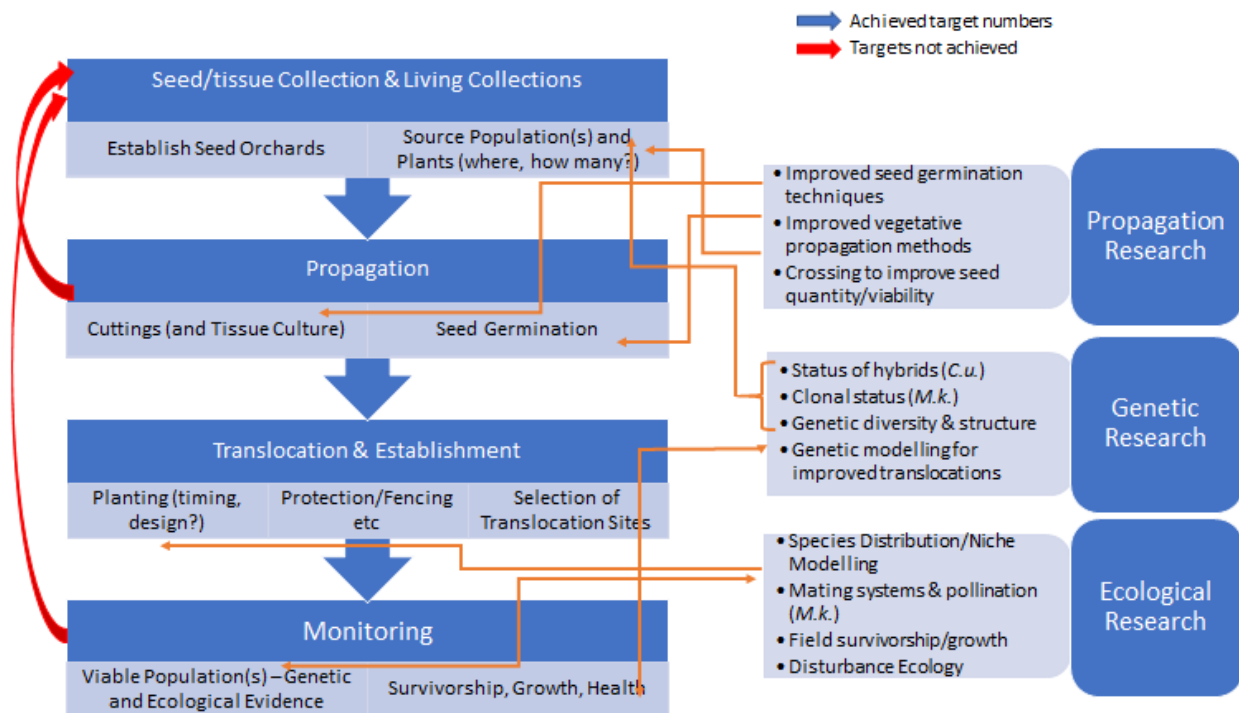 Achieved target numbers
Targets not achieved
Seed/tissue Collection & Living Collections
Establish Seed Orchards
Source Population(s) and
Plants (where, how many?)
Propagation
Cuttings (and Tissue Culture)
Seed Germination
Translocation & Establishment
Planting (timing,
design?)
Protection/Fencing
etc
Selection of
Translocation Sites
Monitoring
Viable Population(s) – Genetic
and Ecological Evidence
Survivorship, Growth, Health
• Improved seed germination
techniques
• Improved vegetative
propagation methods
• Crossing to improve seed
quantity/viability
Propagation
Research
• Status of hybrids (C.u.)
• Clonal status (M.k.)
• Genetic diversity & structure
• Genetic modelling for
improved translocations
Genetic
Research
• Species Distribution/Niche
Modelling
• Mating systems & pollination
(M.k.)
• Field survivorship/growth
• Disturbance Ecology
Ecological
Research